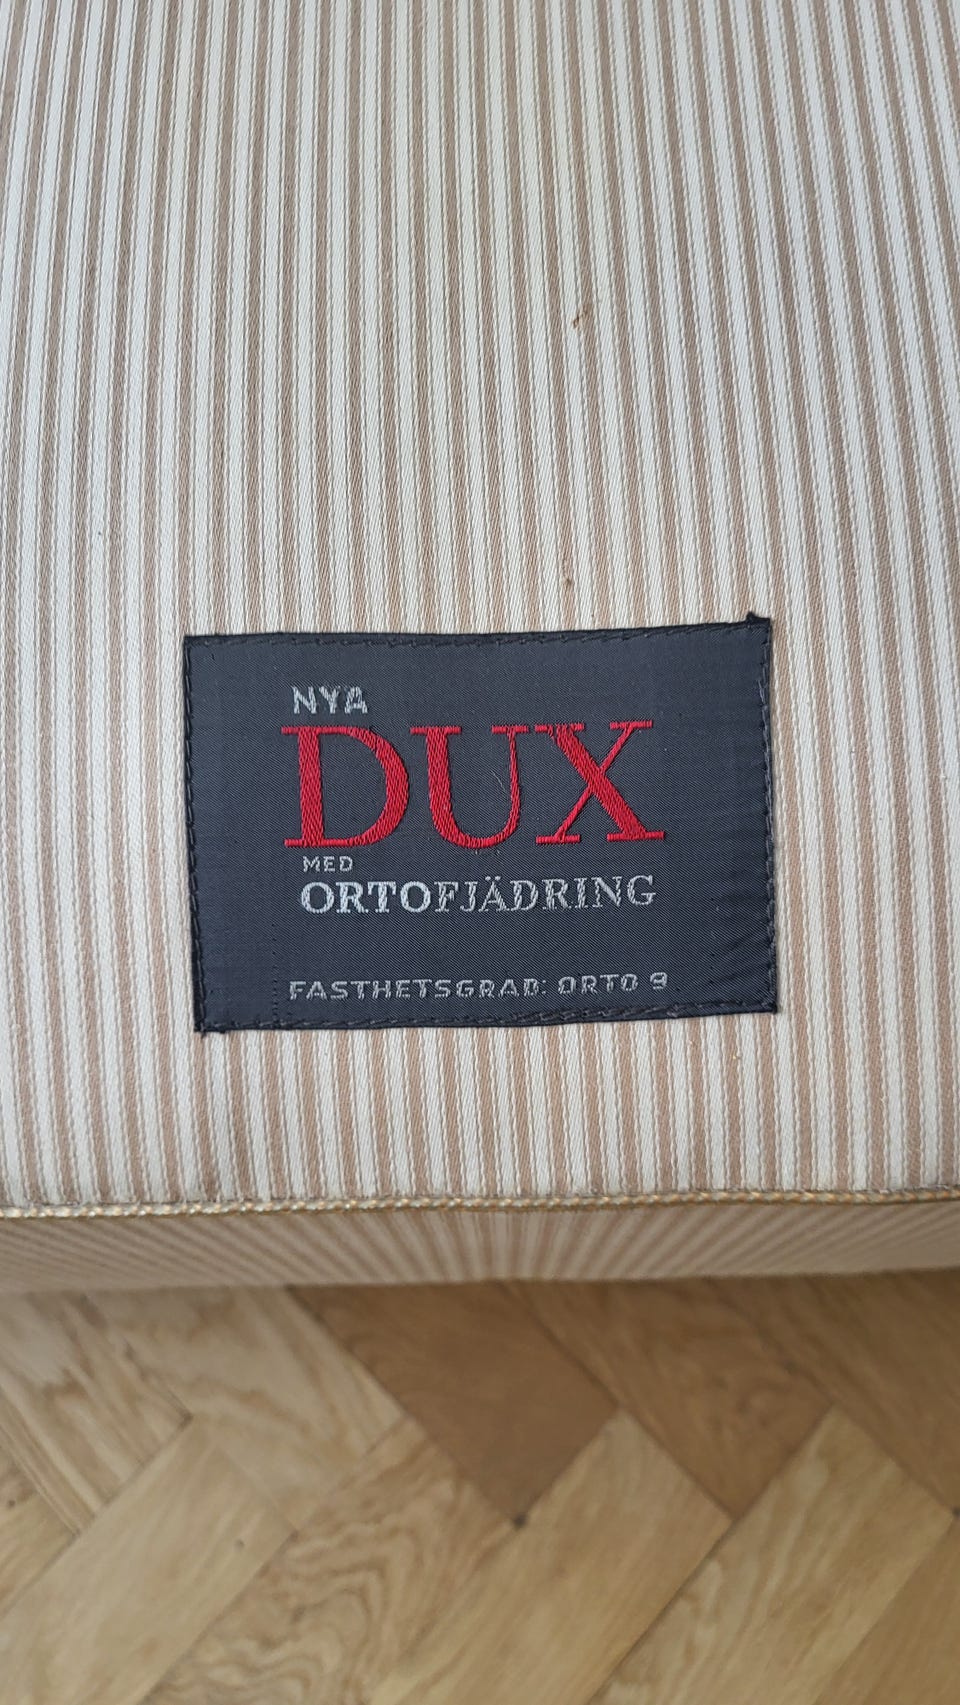 NYA
DUX
MED
ORTOFJÄDRING
FASTHETSGRAD: ORTO 9